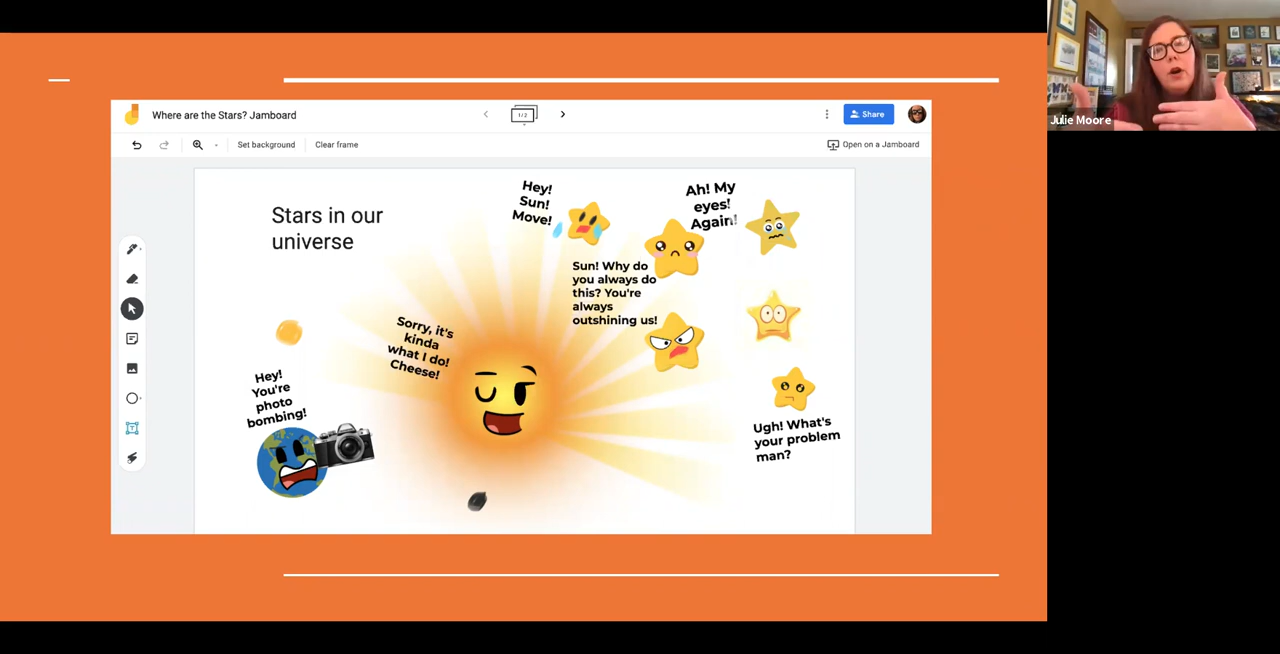 Where are the Stars? Jamboard
1/2
Share
Set background
Clear frame
Open on a Jamboard
Stars in our
universe
Hey!
Sun!
Move!
Ah! My
eyes!
Again!
Sun! Why do
you always do
this? You're
always
outshining us!
Sorry, it's
kinda
what I do!
Cheese!
Hey!
You're
photo
bombing!
Ugh! What's
your problem
man?
Julie Moore